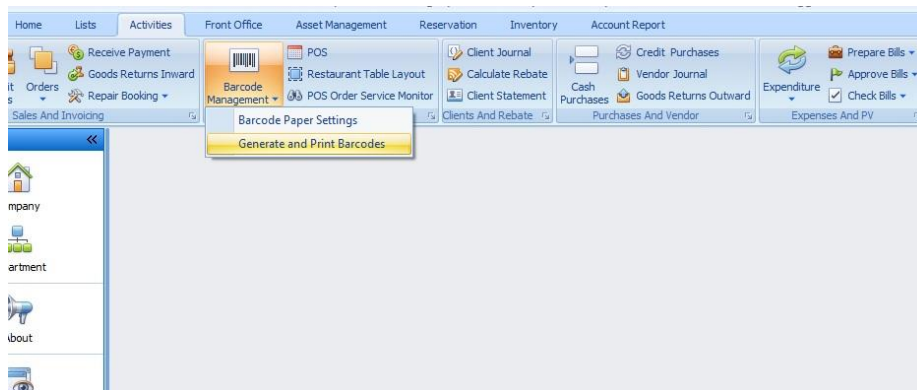 Home Lists Activities Front Office Asset Management Reservation Inventory Account Report
Receive Payment
Goods Returns Inward
Orders
Repair Booking
Sales And Invoicing
Barcode
Management
POS
Restaurant Table Layout
POS Order Service Monitor
Barcode Paper Settings
Generate and Print Barcodes
Client Journal
Calculate Rebate
Client Statement
Clients And Rebate
Cash
Purchases
Credit Purchases
Vendor Journal
Goods Returns Outward
Purchases And Vendor
Expenditure
Prepare Bills
Approve Bills
Check Bills
Expenses And PV
mpany
artment
About